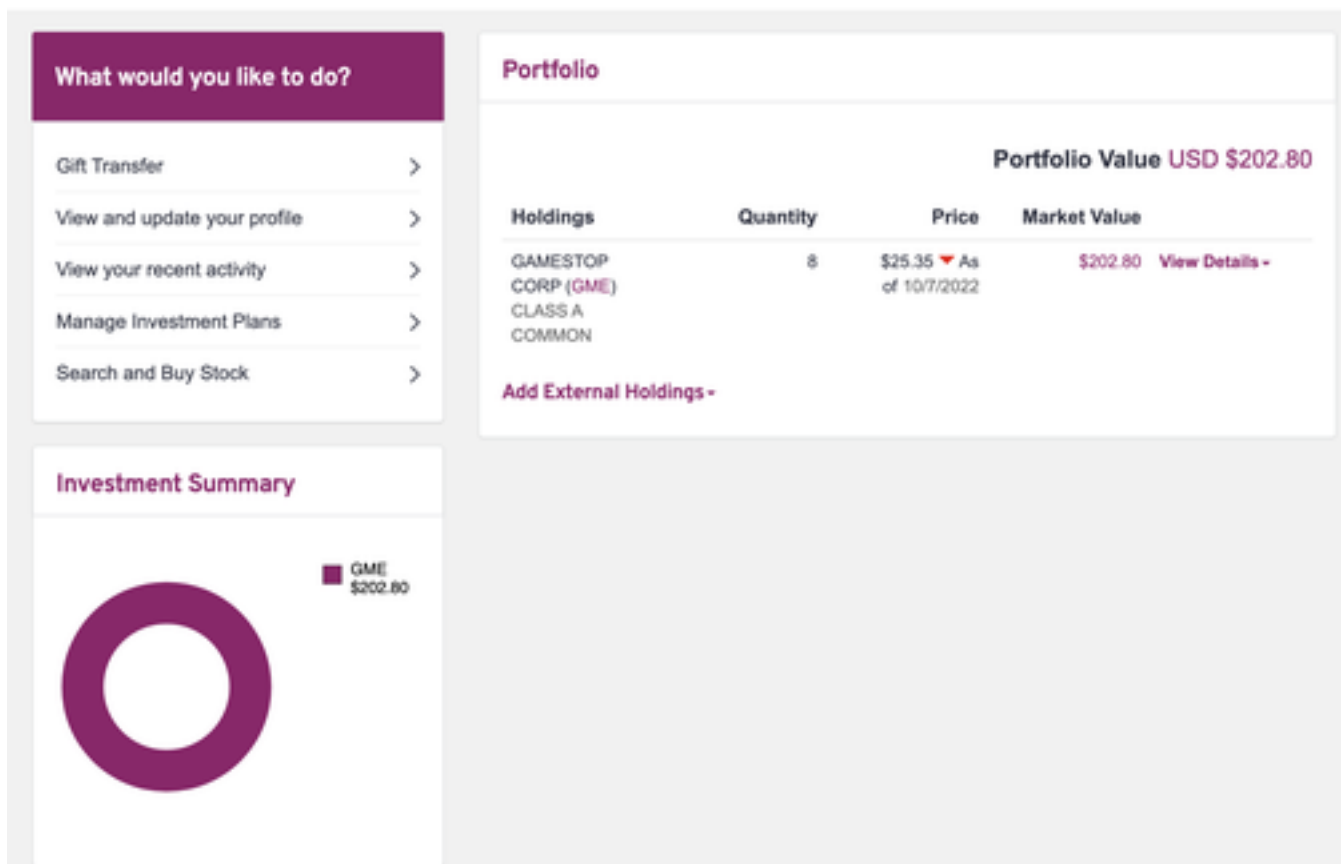 What would you like to do?
Gift Transfer
View and update your profile
View your recent activity
Manage Investment Plans
Search and Buy Stock
Portfolio
Portfolio Value USD $202.80
Holdings Quantity Price Market Value
GAMESTOP 8 $25.35 As $202.80 View Details
CORP (GME) of 10/7/2022
CLASS A
COMMON
Add External Holdings
Investment Summary
GME
$202.80